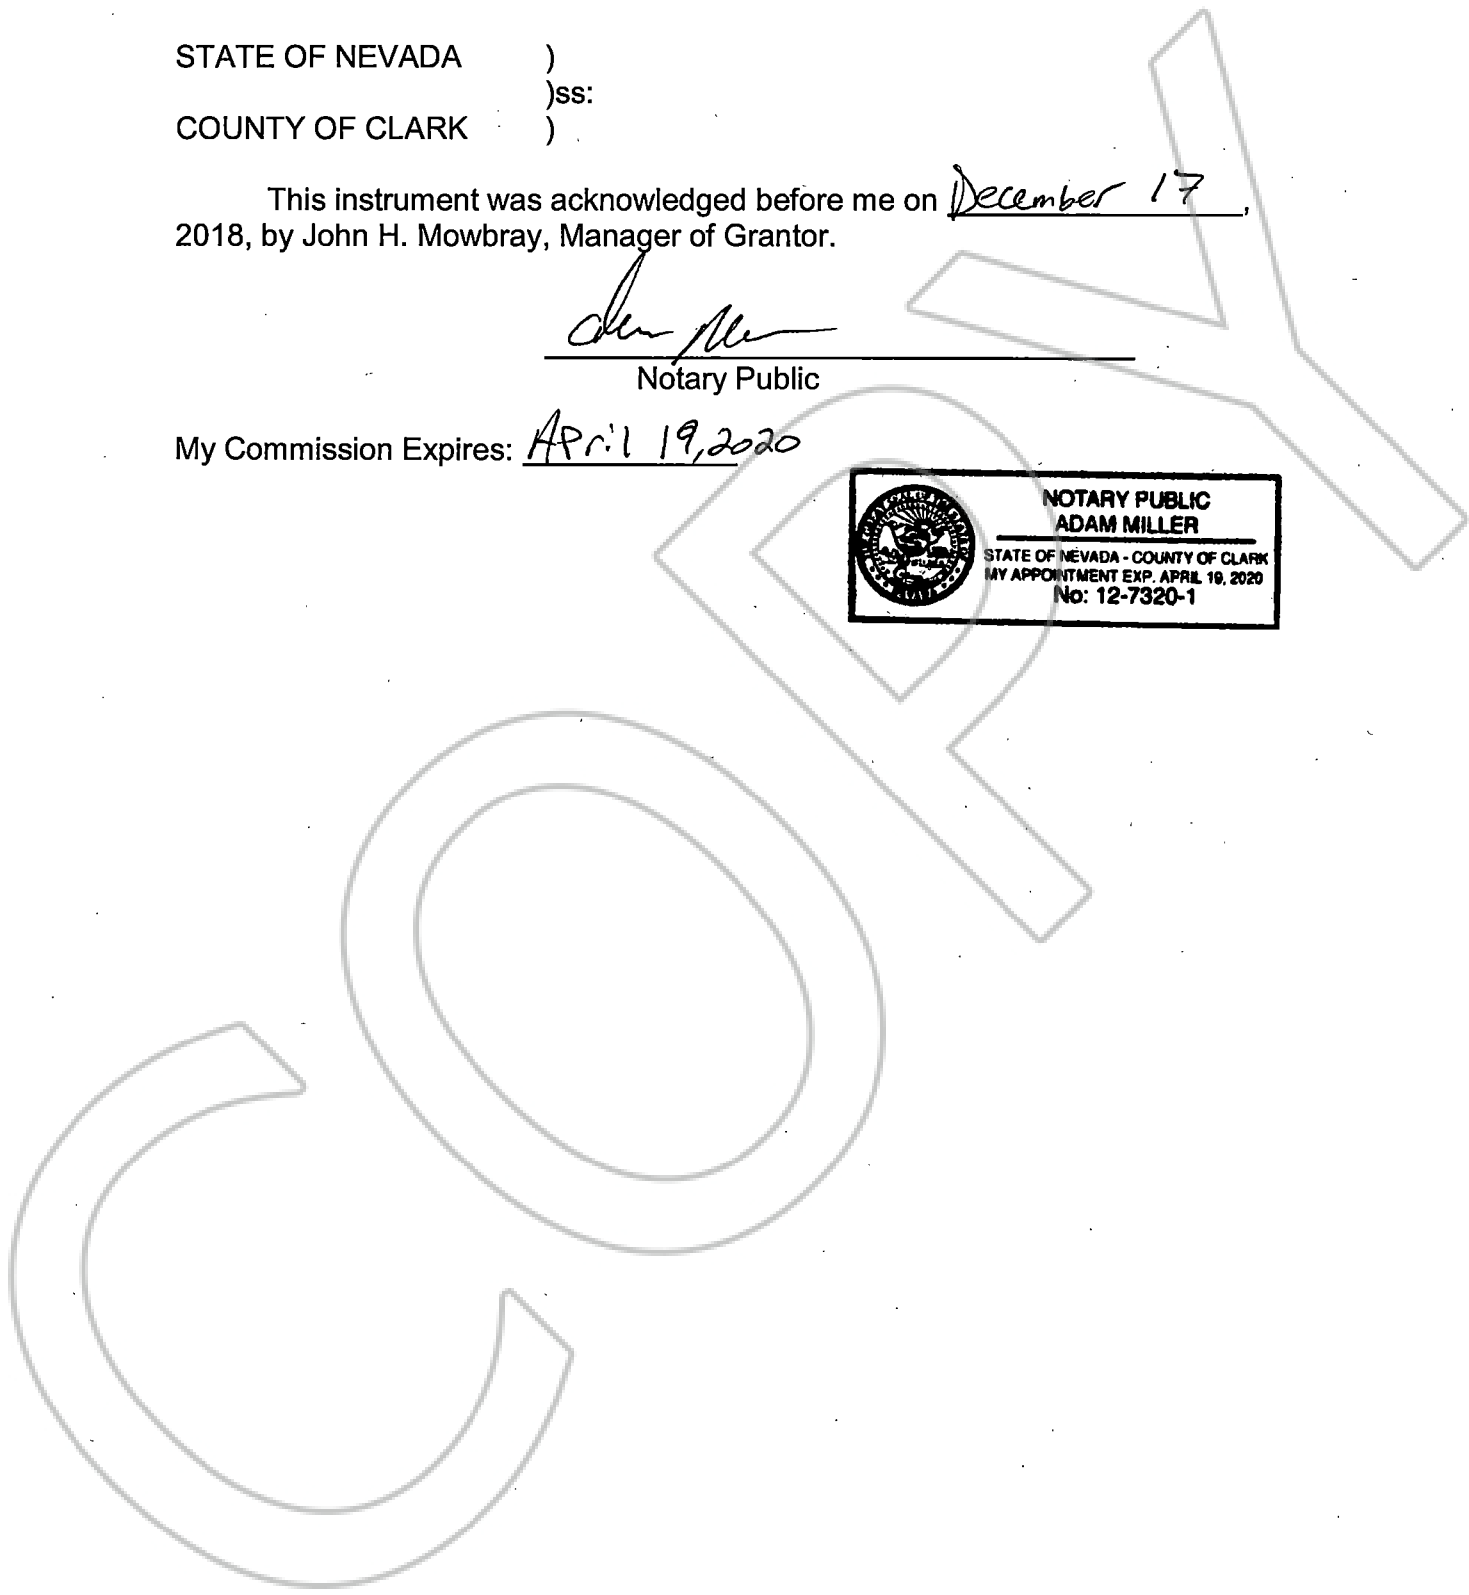 STATE OF NEVADA )
)ss:
COUNTY OF CLARK )
This instrument was acknowledged before me on December 17,
2018, by John H. Mowbray, Manager of Grantor.
Notary Public
My Commission Expires: April 19, 2020
NOTARY PUBLIC
ADAM MILLER
STATE OF NEVADA - COUNTY OF CLARK
MY APPOINTMENT EXP. APRIL 19, 2020
No: 12-7320-1
COPY